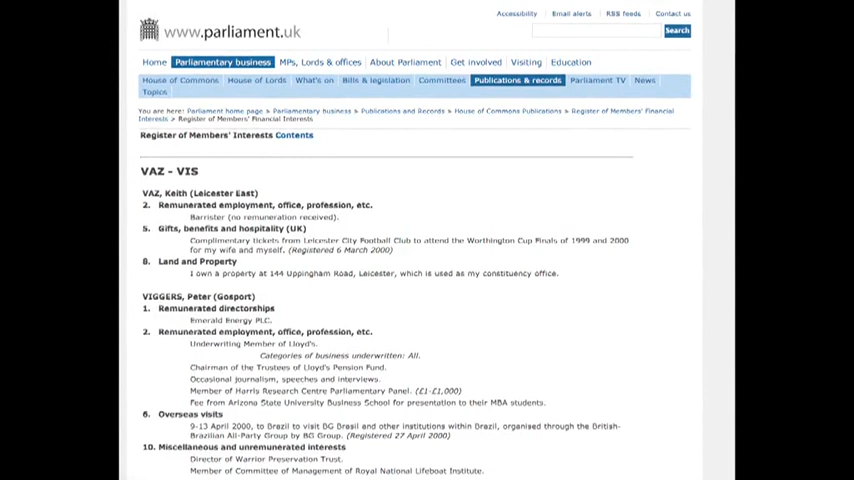 Accessibility Email alerts RSS feeds Contact us
www.parliament.uk
Search
Home Parliamentary business MPs, Lords & offices About Parliament Get involved Visiting Education
House of Commons House of Lords What's on Bills & legislation Committees Publications & records Parliament TV News
Topics
You are here: Parliament home page > Parliamentary business > Publications and Records > House of Commons Publications > Register of Members' Financial
Interests > Register of Members' Financial Interests
Register of Members' Interests Contents
VAZ - VIS
VAZ, Keith (Leicester East)
2. Remunerated employment, office, profession, etc.
Barrister (no remuneration received).
5. Gifts, benefits and hospitality (UK)
Complimentary tickets from Leicester City Football Club to attend the Worthington Cup Finals of 1999 and 2000
for my wife and myself. (Registered 6 March 2000)
8. Land and Property
I own a property at 144 Uppingham Road, Leicester, which is used as my constituency office.
VIGGERS, Peter (Gosport)
1. Remunerated directorships
Emerald Energy PLC.
2. Remunerated employment, office, profession, etc.
Underwriting Member of Lloyd's.
Categories of business underwritten: All.
Chairman of the Trustees of Lloyd's Pension Fund.
Occasional journalism, speeches and interviews.
Member of Harris Research Centre Parliamentary Panel. (£1-£1,000)
Fee from Arizona State University Business School for presentation to their MBA students.
6. Overseas visits
9-13 April 2000, to Brazil to visit BG Brasil and other institutions within Brazil, organised through the British-
Brazilian All-Party Group by BG Group. (Registered 27 April 2000)
10. Miscellaneous and unremunerated interests
Director of Warrior Preservation Trust.
Member of Committee of Management of Royal National Lifeboat Institute.